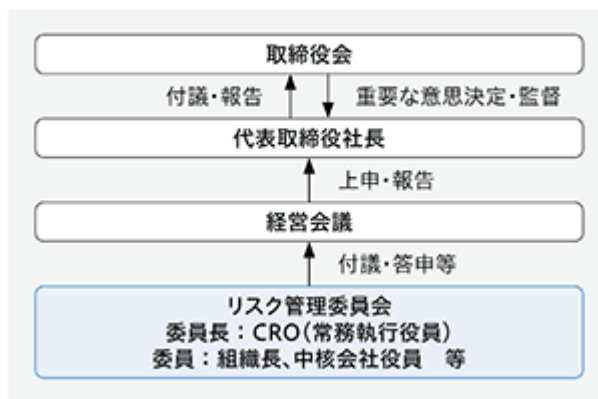 取締役会
付議・報告
重要な意思決定・監督
代表取締役社長
上申・報告
経営会議
付議・答申等
リスク管理委員会
委員長：CRO（常務執行役員）
委員：組織長、中核会社役員　等